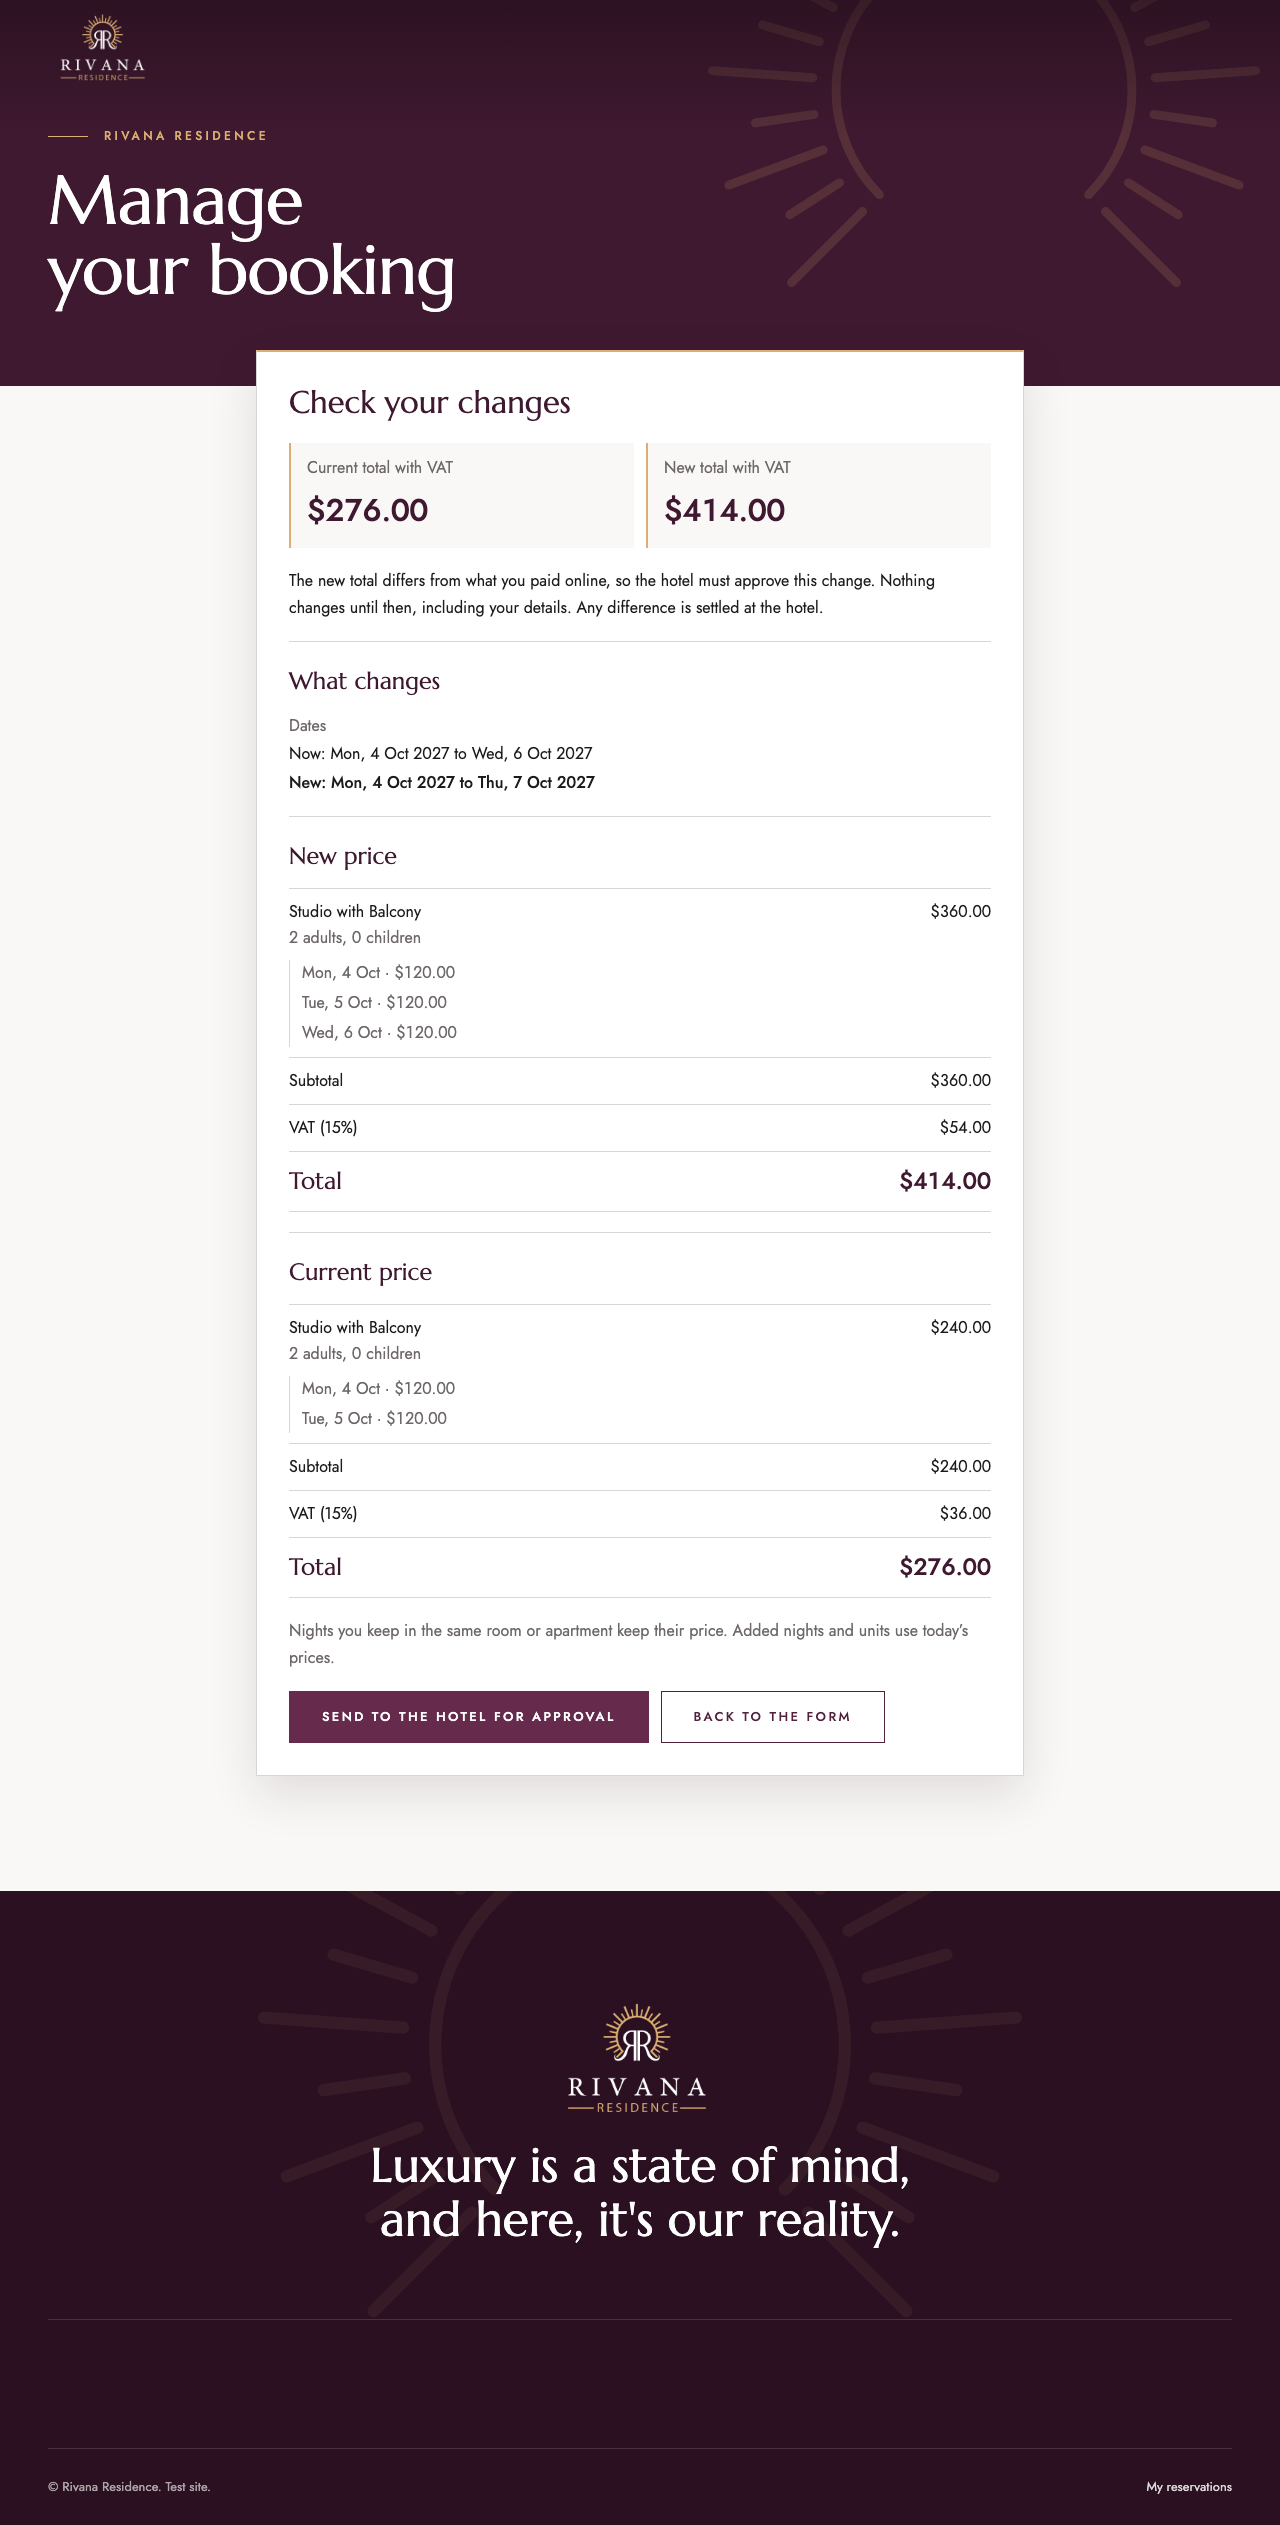 RIVANA
RESIDENCE
RIVANA RESIDENCE
Manage
your booking
Check your changes
Current total with VAT
$276.00
New total with VAT
$414.00
The new total differs from what you paid online, so the hotel must approve this change. Nothing
changes until then, including your details. Any difference is settled at the hotel.
What changes
Dates
Now: Mon, 4 Oct 2027 to Wed, 6 Oct 2027
New: Mon, 4 Oct 2027 to Thu, 7 Oct 2027
New price
Studio with Balcony $360.00
2 adults, 0 children
Mon, 4 Oct · $120.00
Tue, 5 Oct · $120.00
Wed, 6 Oct · $120.00
Subtotal $360.00
VAT (15%) $54.00
Total $414.00
Current price
Studio with Balcony $240.00
2 adults, 0 children
Mon, 4 Oct · $120.00
Tue, 5 Oct · $120.00
Subtotal $240.00
VAT (15%) $36.00
Total $276.00
Nights you keep in the same room or apartment keep their price. Added nights and units use today’s
prices.
SEND TO THE HOTEL FOR APPROVAL
BACK TO THE FORM
RIVANA
RESIDENCE
Luxury is a state of mind,
and here, it's our reality.
© Rivana Residence. Test site.
My reservations